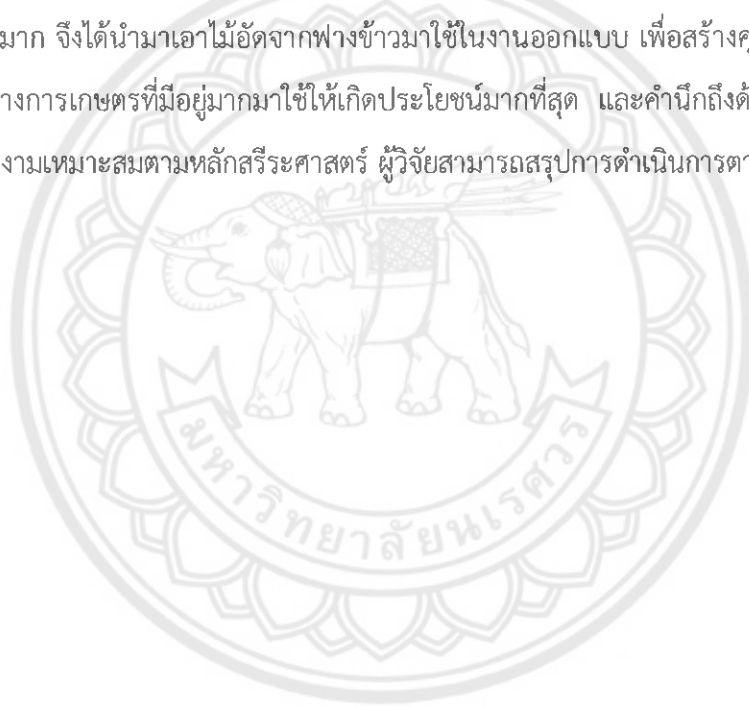 มาก จึงได้นำมาเอาไม้อัดจากฟางข้าวมาใช้ในงานออกแบบ เพื่อสร้างคุ
างการเกษตรที่มีอยู่มากมาใช้ให้เกิดประโยชน์มากที่สุด และคำนึกถึงด้
งามเหมาะสมตามหลักสรีระศาสตร์ ผู้วิจัยสามารถสรุปการดำเนินการตา
มหาวิทยาลัยนเรศวร